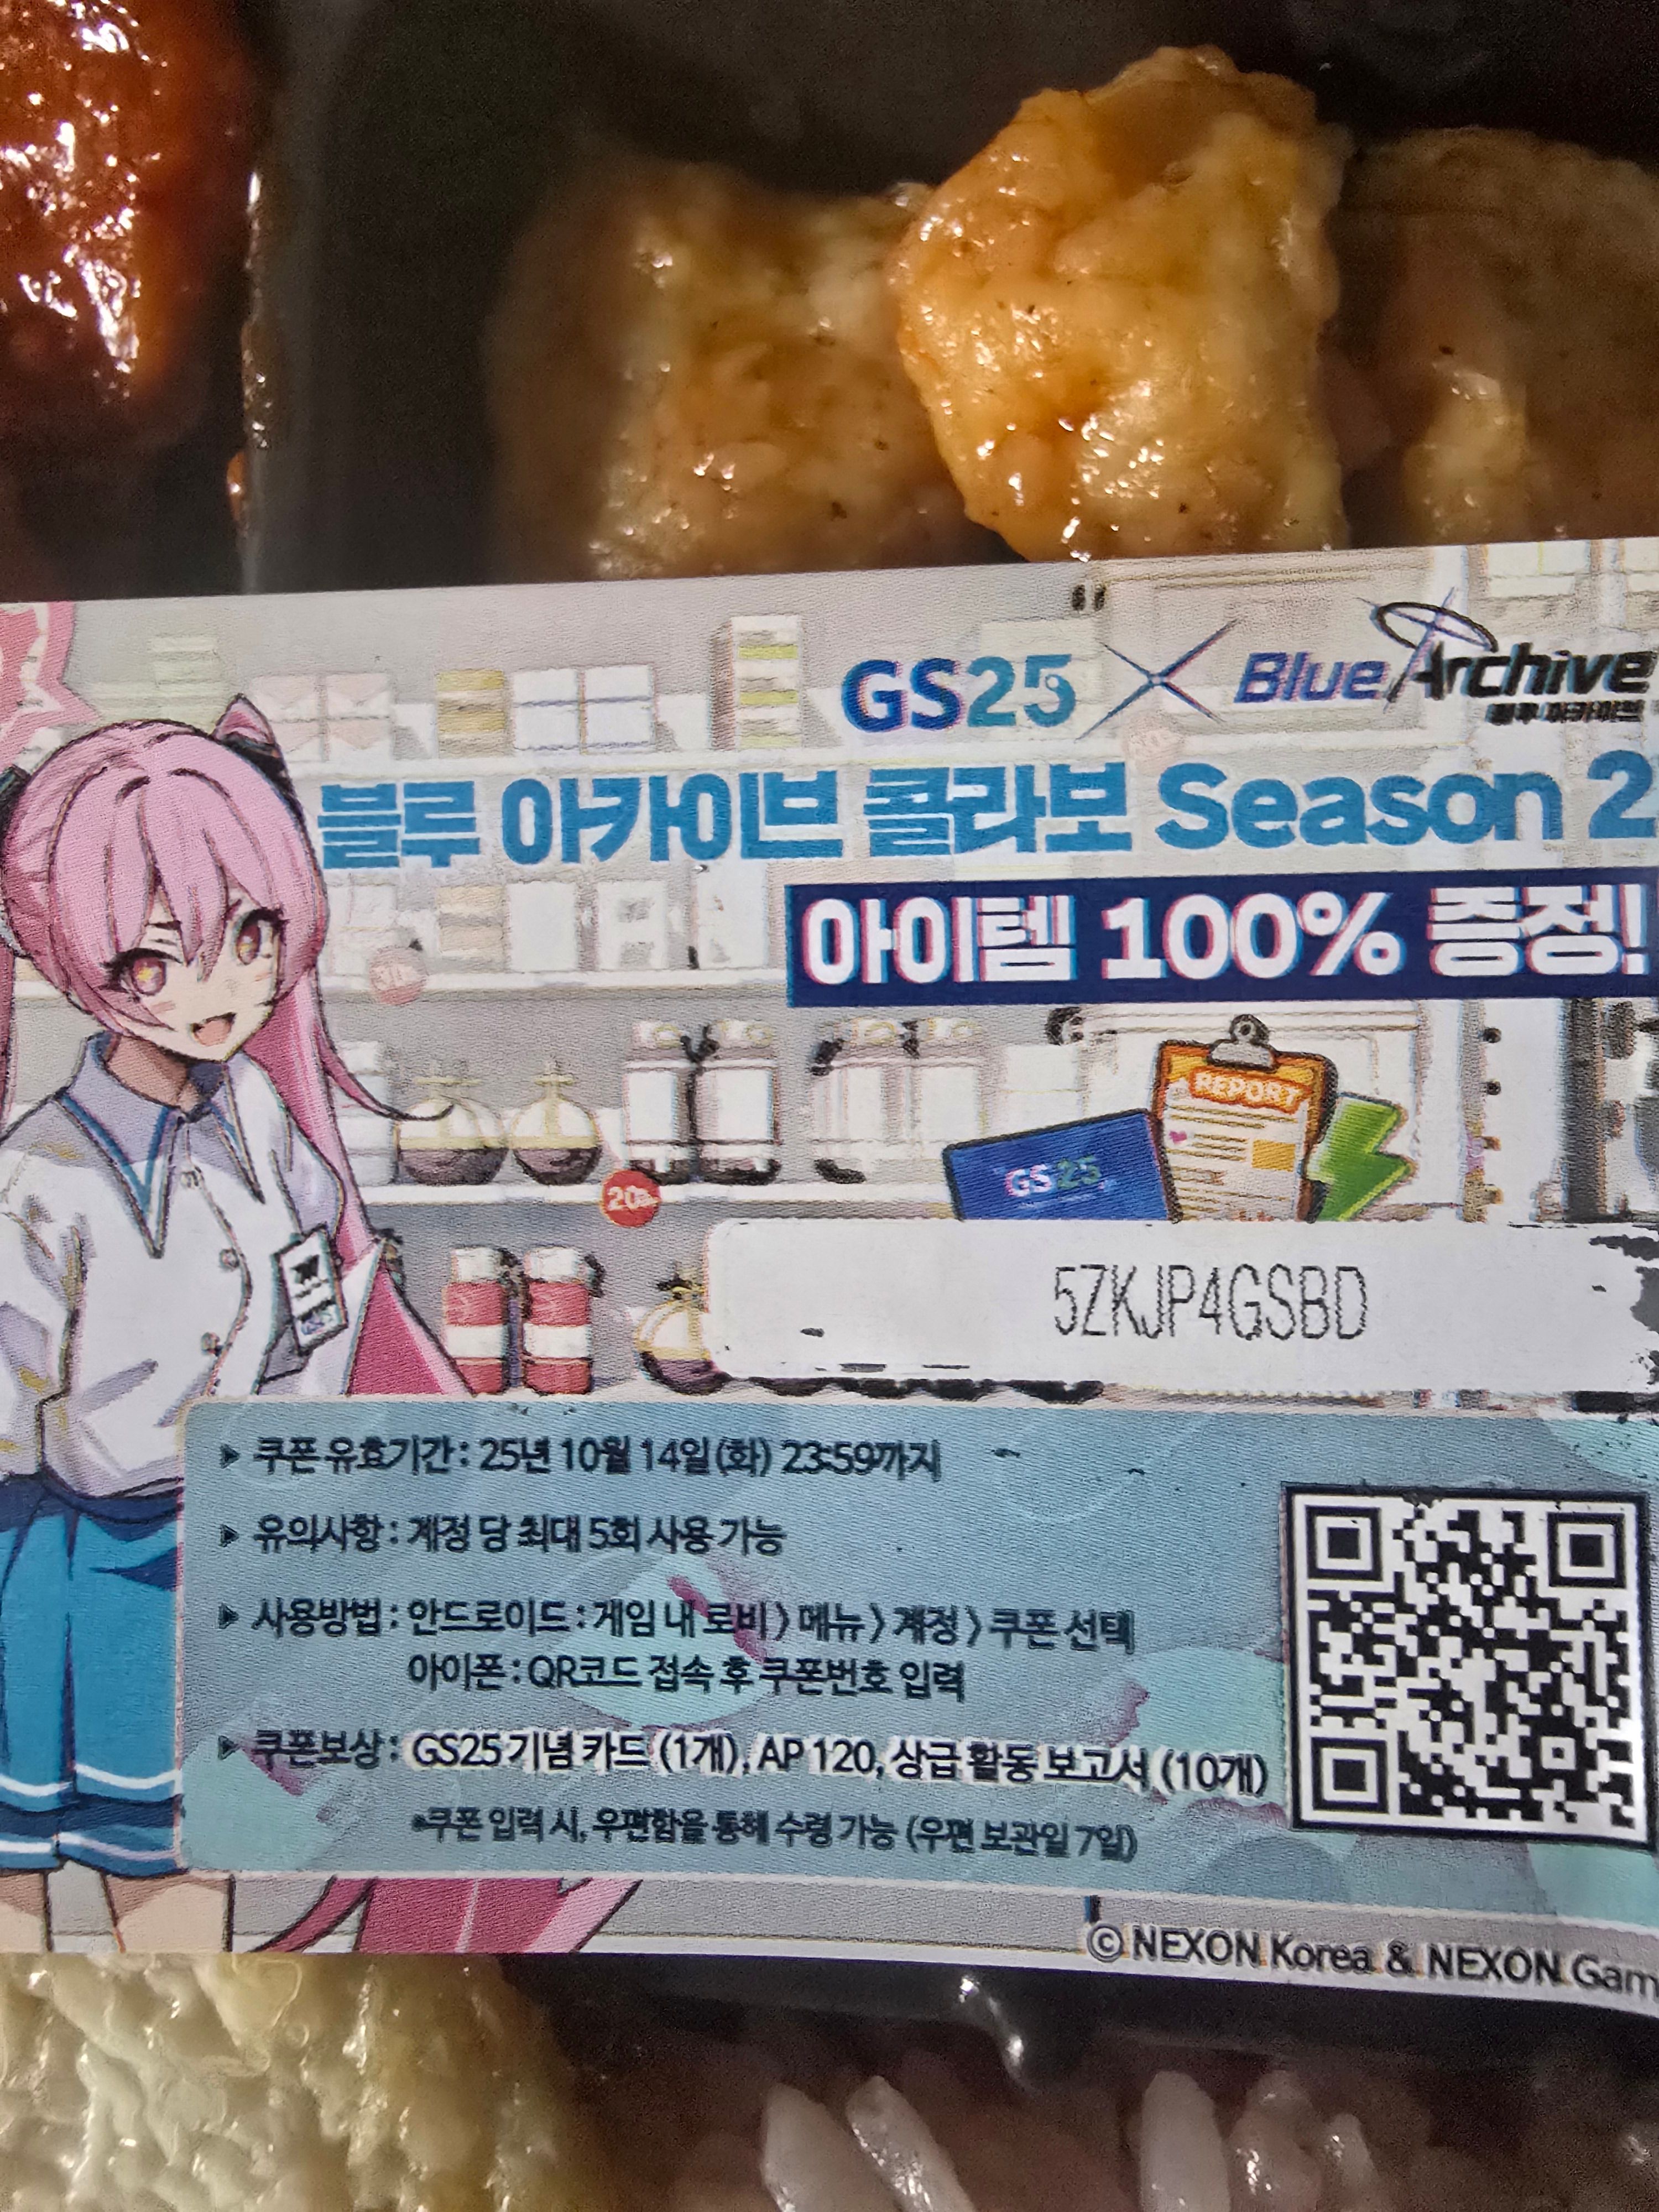 GS25 Blue Archive
블루 아카이브
블루 아카이브 콜라보 Season 2
아이템 100% 증정!
REPORT
GS25
20%
5ZKJP4GSBD
▶ 쿠폰 유효기간 : 25년 10월 14일 (화) 23:59까지
▶ 유의사항 : 계정 당 최대 5회 사용 가능
▶ 사용방법 : 안드로이드 : 게임 내 로비 > 메뉴 > 계정 > 쿠폰 선택
아이폰 : QR코드 접속 후 쿠폰번호 입력
▶ 쿠폰보상 : GS25 기념 카드 (1개), AP 120, 상급 활동 보고서 (10개)
*쿠폰 입력 시, 우편함을 통해 수령 가능 (우편 보관일 7일)
© NEXON Korea & NEXON Gam